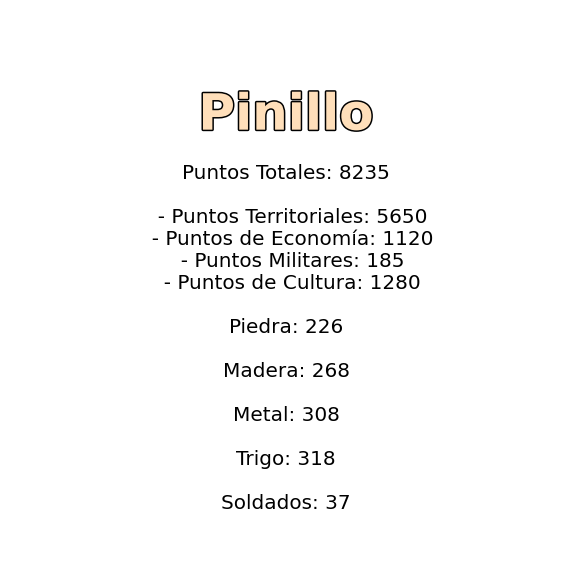 Pinillo
Puntos Totales: 8235
- Puntos Territoriales: 5650
- Puntos de Economía: 1120
- Puntos Militares: 185
- Puntos de Cultura: 1280
Piedra: 226
Madera: 268
Metal: 308
Trigo: 318
Soldados: 37